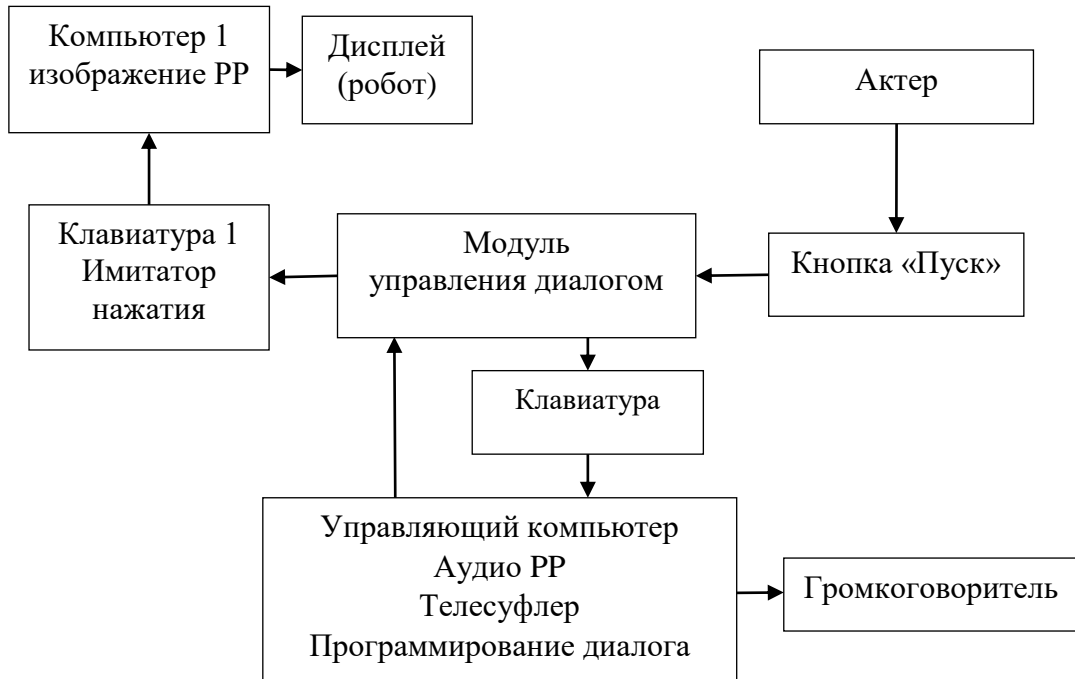 Компьютер 1
изображение РР
Дисплей
(робот)
Актер
Клавиатура 1
Имитатор
нажатия
Модуль
управления диалогом
Кнопка «Пуск»
Клавиатура
Управляющий компьютер
Аудио РР
Телесуфлер
Программирование диалога
Громкоговоритель